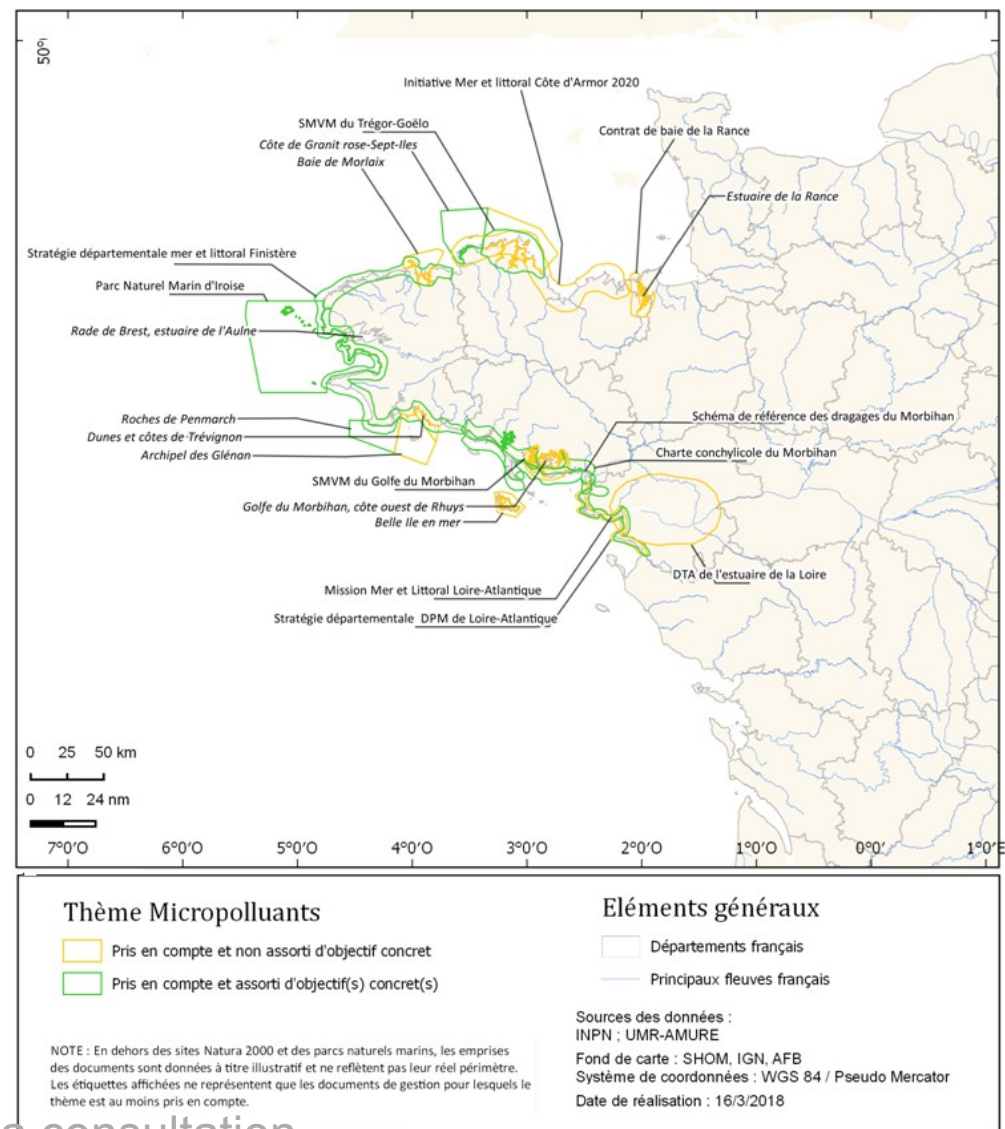 50°
Initiative Mer et littoral Côte d'Armor 2020
SMVM du Trégor-Goëlo
Contrat de baie de la Rance
Côte de Granit rose-Sept-Iles
Baie de Morlaix
Estuaire de la Rance
Stratégie départementale mer et littoral Finistère
Parc Naturel Marin d'Iroise
Rade de Brest, estuaire de l'Aulne
Roches de Penmarch
Schéma de référence des dragages du Morbihan
Dunes et côtes de Trévignon
Archipel des Glénan
Charte conchylicole du Morbihan
SMVM du Golfe du Morbihan
Golfe du Morbihan, côte ouest de Rhuys
Belle Ile en mer
DTA de l'estuaire de la Loire
Mission Mer et Littoral Loire-Atlantique
Stratégie départementale DPM de Loire-Atlantique
0 25 50 km
0 12 24 nm
7°0'O 6°0'O 5°0'O 4°0'O 3°0'O 2°0'O 1°0'O 0°0' 1°0'E
Thème Micropolluants
Pris en compte et non assorti d'objectif concret
Pris en compte et assorti d'objectif(s) concret(s)
NOTE : En dehors des sites Natura 2000 et des parcs naturels marins, les emprises
des documents sont données à titre illustratif et ne reflètent pas leur réel périmètre.
Les étiquettes affichées ne représentent que les documents de gestion pour lesquels le
thème est au moins pris en compte.
Eléments généraux
Départements français
Principaux fleuves français
Sources des données :
INPN ; UMR-AMURE
Fond de carte : SHOM, IGN, AFB
Système de coordonnées : WGS 84 / Pseudo Mercator
Date de réalisation : 16/3/2018
consultation